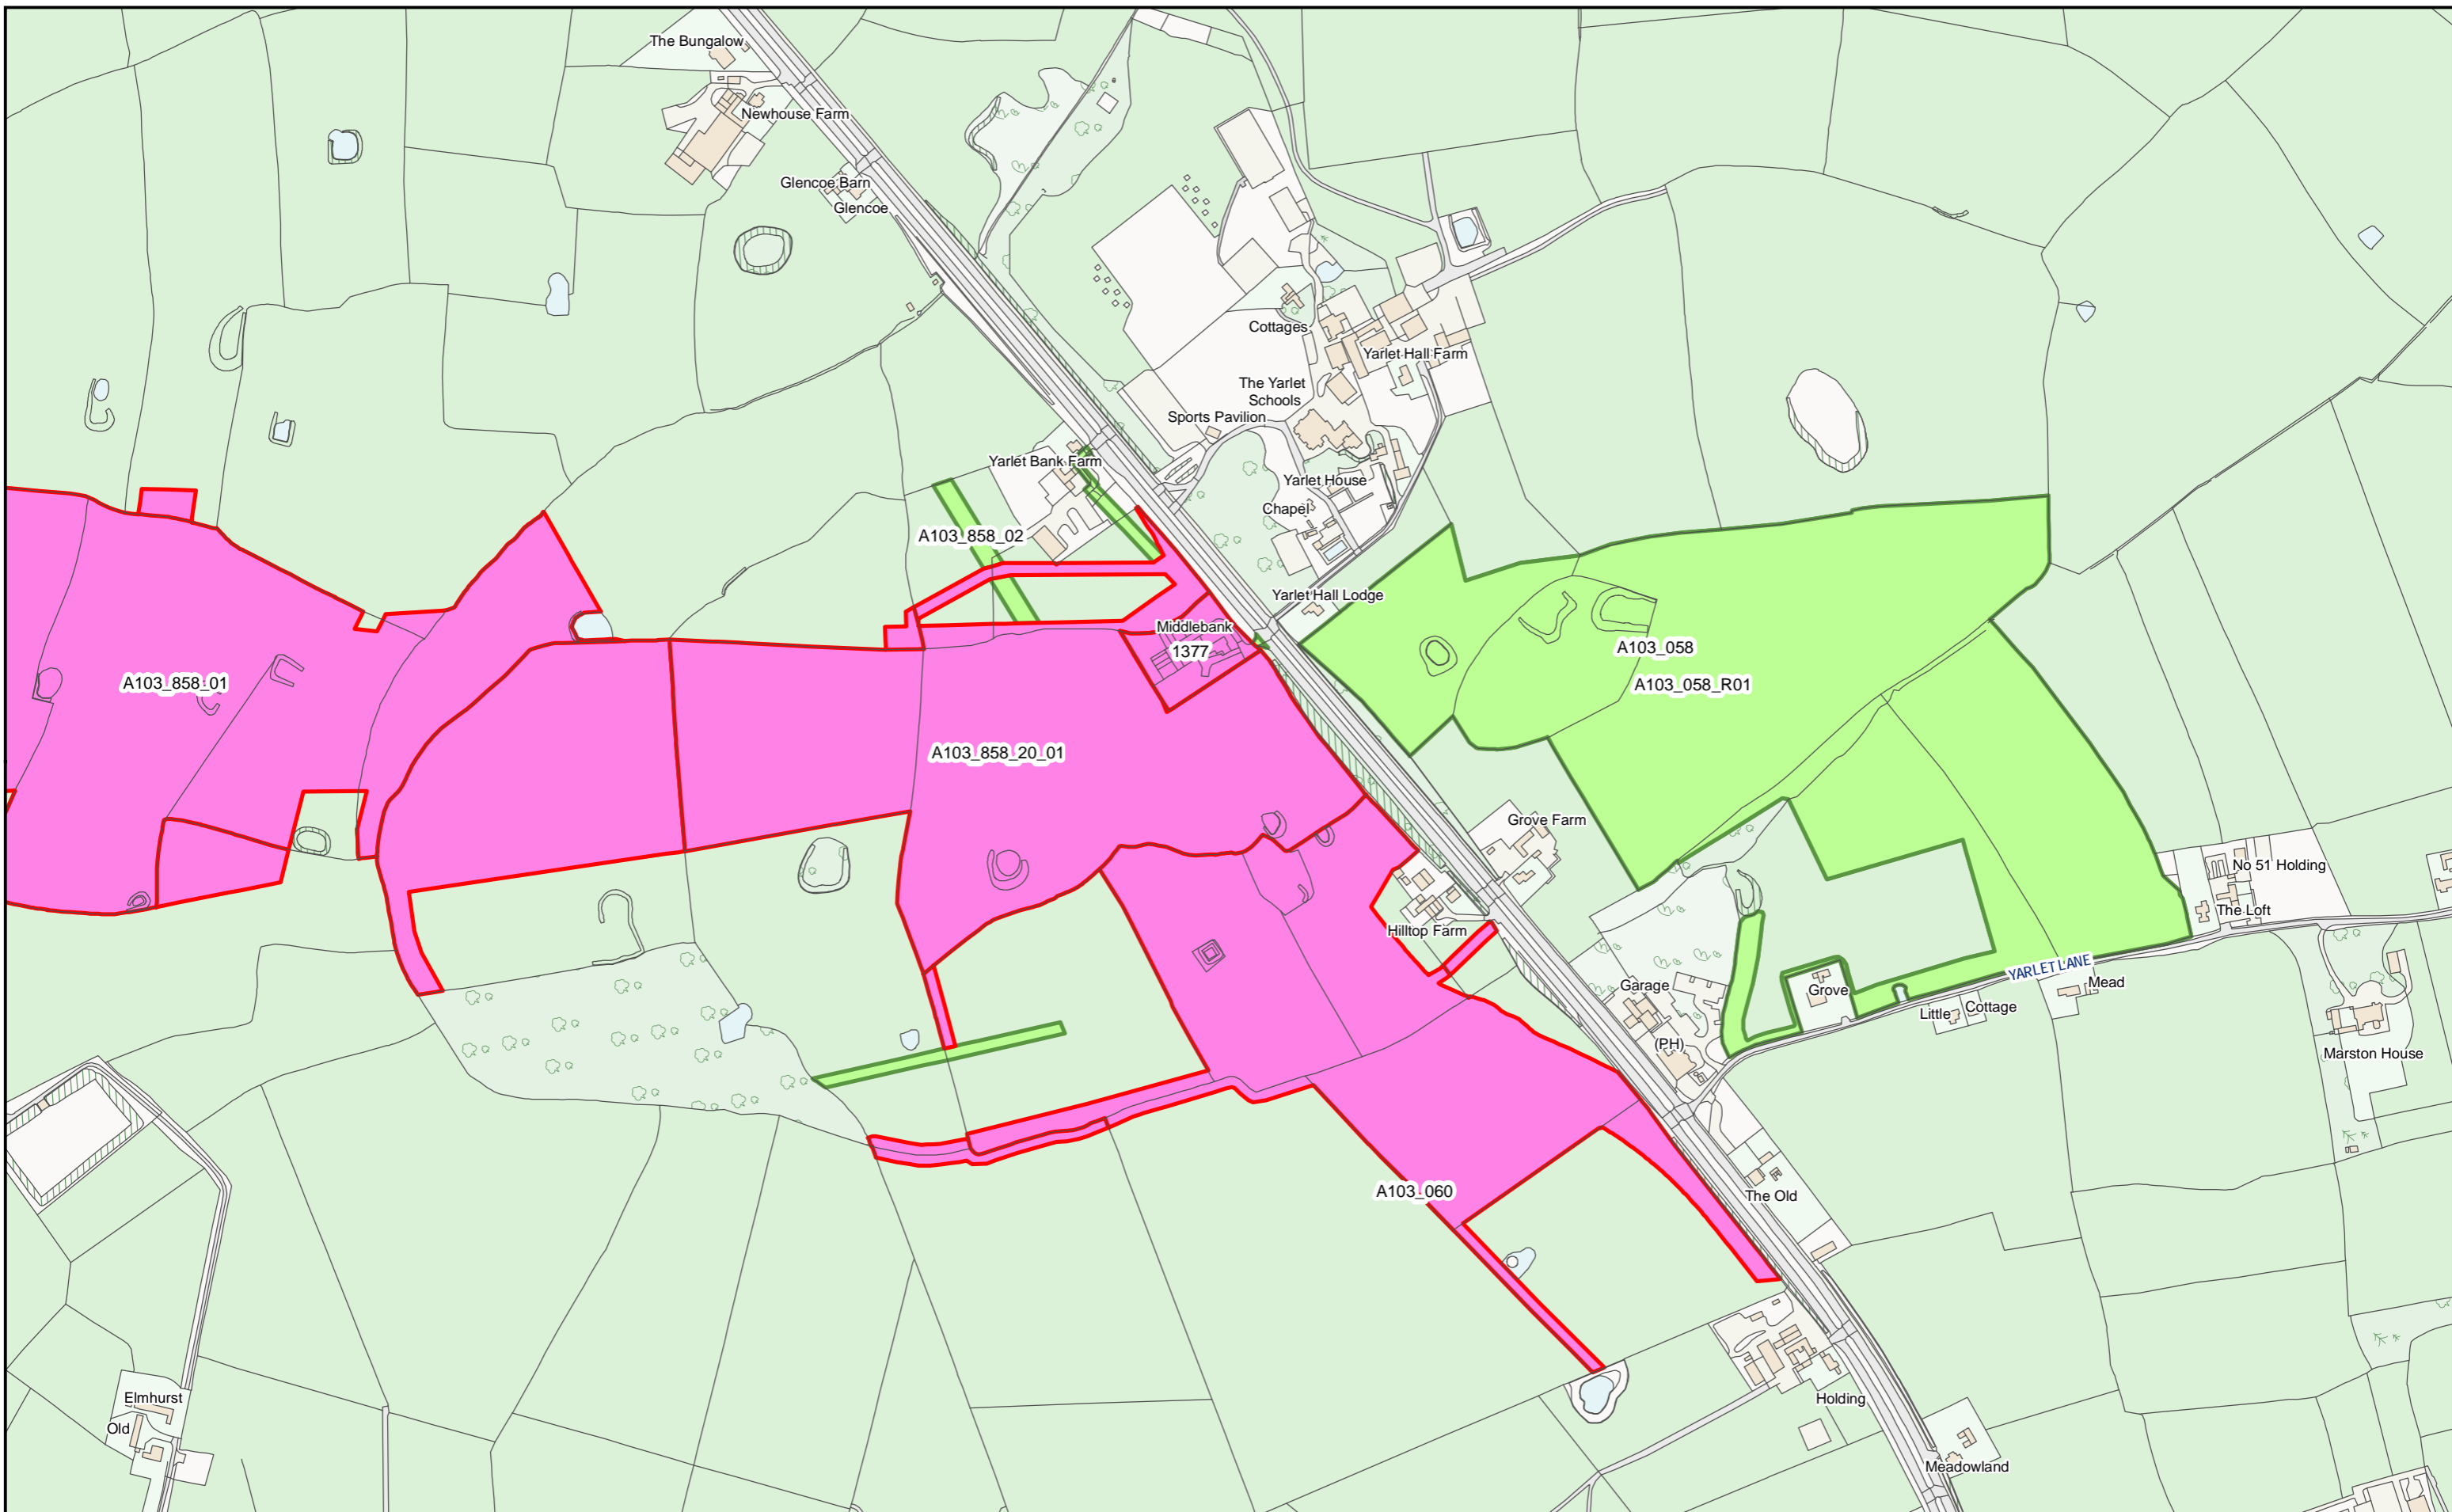 The Bungalow
Newhouse Farm
Glencoe Barn
Glencoe
Cottages
Yarlet Hall Farm
The Yarlet
Schools
Sports Pavilion
Yarlet Bank Farm
Yarlet House
Chapel
A103_858_02
Yarlet Hall Lodge
Middlebank
1377
A103_058
A103_058_R01
A103_858_01
A103_858_20_01
Grove Farm
No 51 Holding
The Loft
Hilltop Farm
YARLET LANE
Garage
Grove
Mead
Little
Cottage
(PH)
Marston House
A103_060
The Old
Elmhurst
Old
Holding
Meadowland